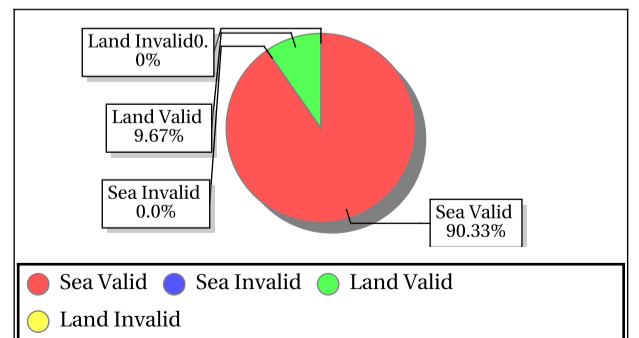 Land Invalid0.
0%
Land Valid
9.67%
Sea Invalid
0.0%
Sea Valid
90.33%
Sea Valid Sea Invalid Land Valid
Land Invalid